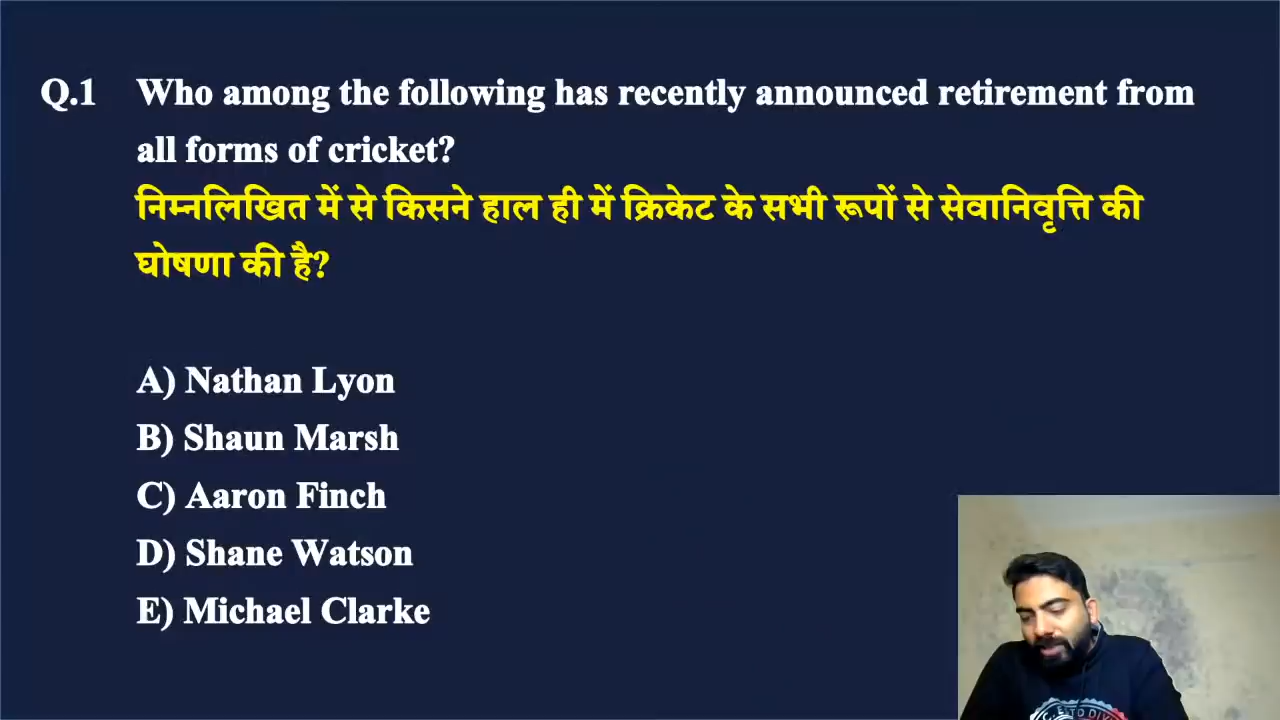 Q.1 Who among the following has recently announced retirement from
all forms of cricket?
निम्नलिखित में से किसने हाल ही में क्रिकेट के सभी रूपों से सेवानिवृत्ति की
घोषणा की है?
A) Nathan Lyon
B) Shaun Marsh
C) Aaron Finch
D) Shane Watson
E) Michael Clarke